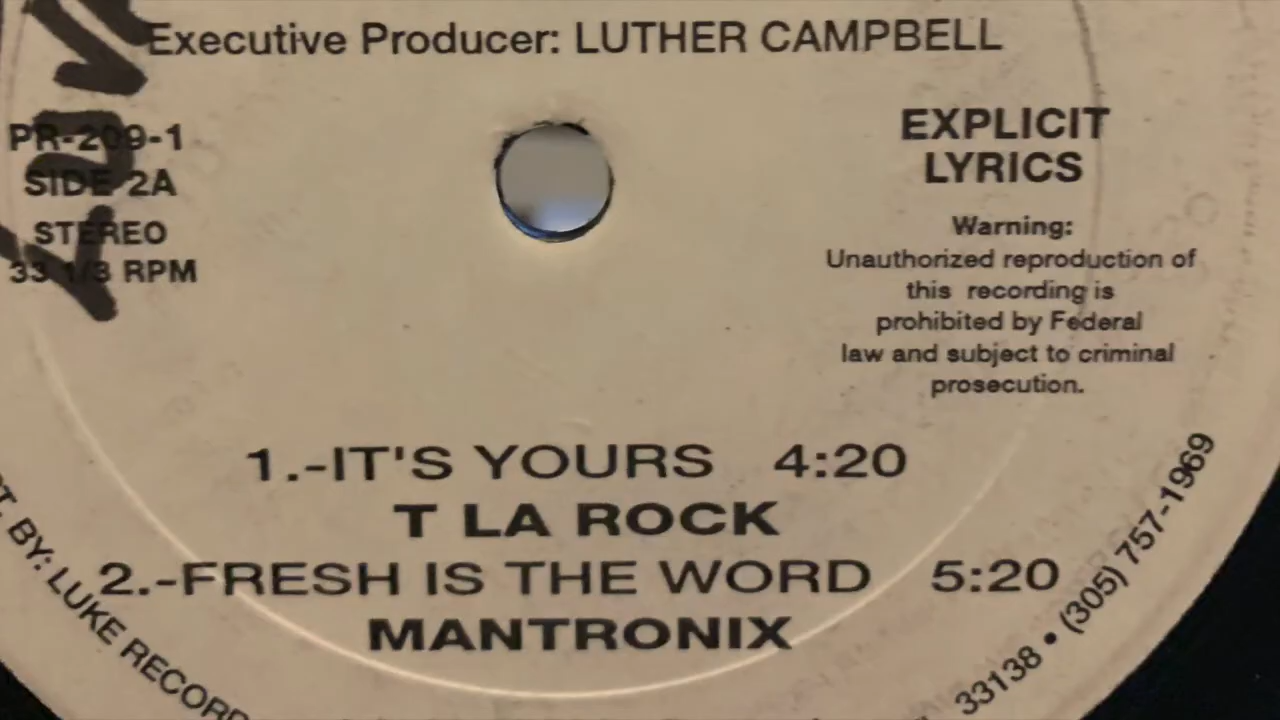 Executive Producer: LUTHER CAMPBELL
PR-209-1
SIDE 2A
STEREO
33 1/3 RPM
EXPLICIT
LYRICS
Warning:
Unauthorized reproduction of
this recording is
prohibited by Federal
law and subject to criminal
prosecution.
1.-IT'S YOURS 4:20
T LA ROCK
2.-FRESH IS THE WORD 5:20
MANTRONIX
BY: LUKE RECORD
33138 • (305) 757-1969